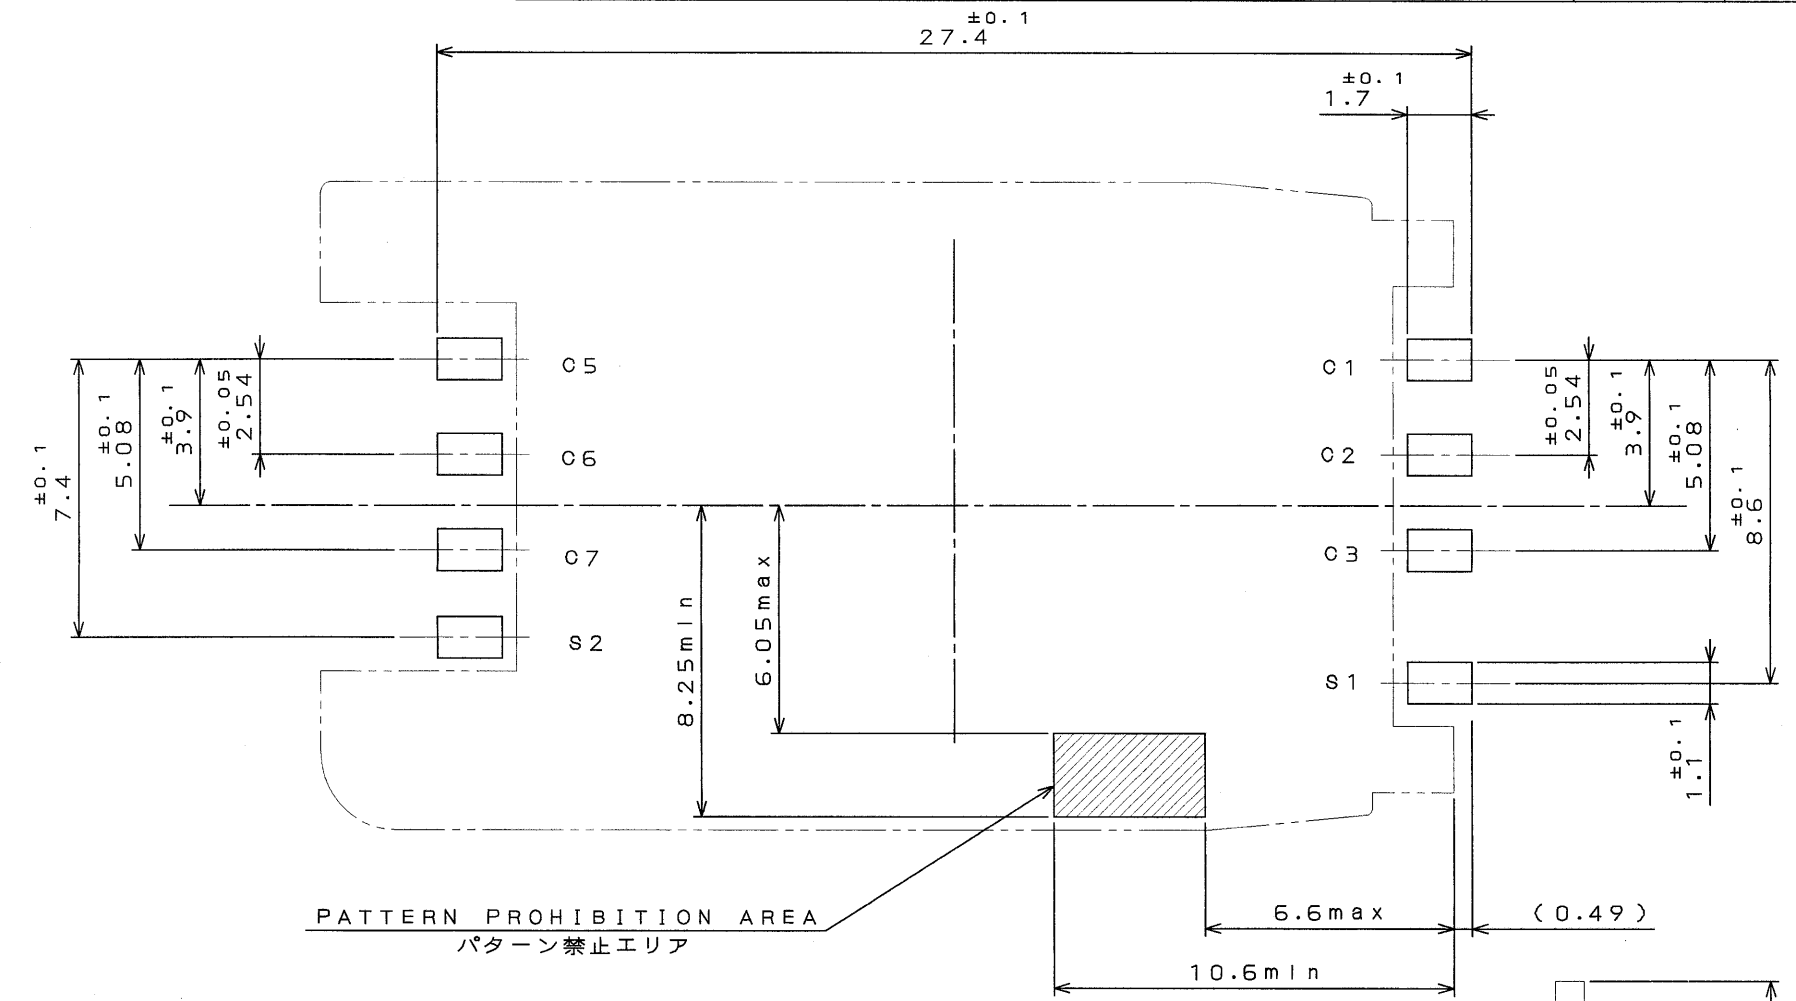 ±0.1
27.4
±0.1
1.7
C5
C1
±0.1
7.4
±0.1
5.08
±0.1
3.9
±0.05
2.54
±0.05
2.54
±0.1
3.9
±0.1
5.08
±0.1
8.6
C6
C2
C7
C3
S2
S1
8.25min
6.05max
±0.1
1.1
PATTERN PROHIBITION AREA
パターン禁止エリア
6.6max
(0.49)
10.6min